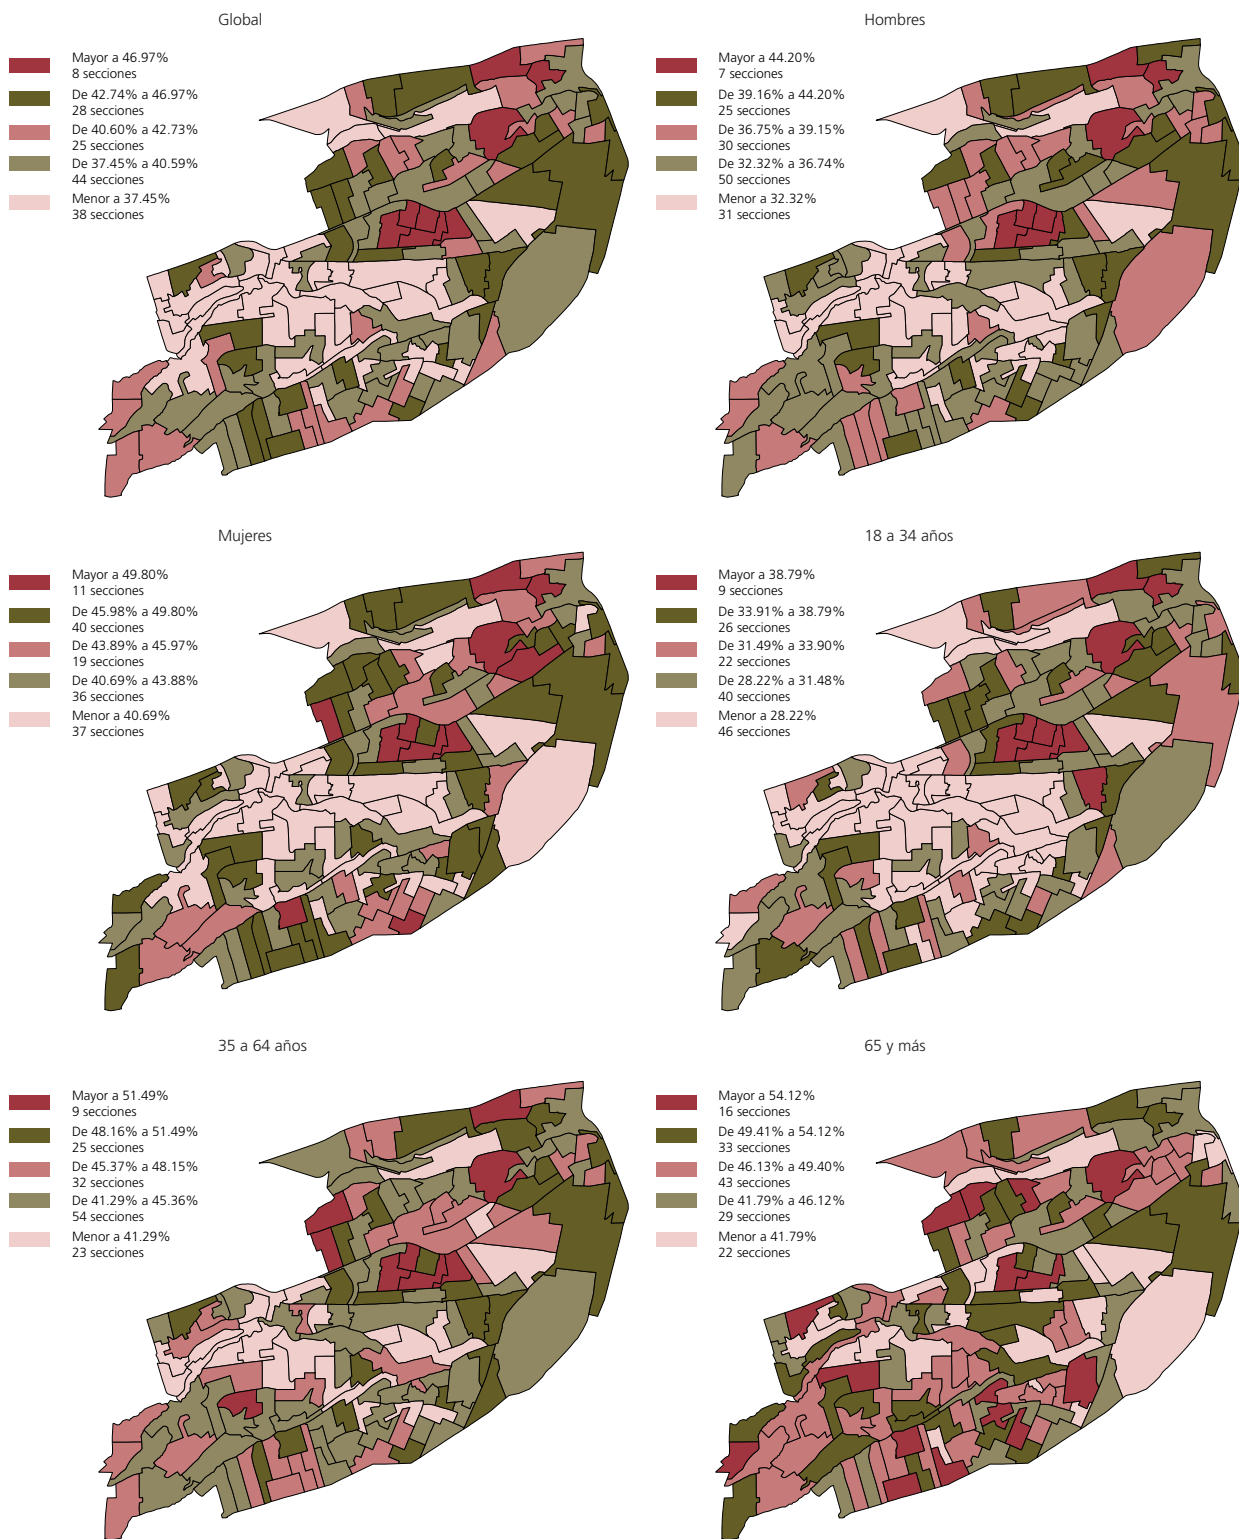 Global
Mayor a 46.97%
8 secciones
De 42.74% a 46.97%
28 secciones
De 40.60% a 42.73%
25 secciones
De 37.45% a 40.59%
44 secciones
Menor a 37.45%
38 secciones
Hombres
Mayor a 44.20%
7 secciones
De 39.16% a 44.20%
25 secciones
De 36.75% a 39.15%
30 secciones
De 32.32% a 36.74%
50 secciones
Menor a 32.32%
31 secciones
Mujeres
Mayor a 49.80%
11 secciones
De 45.98% a 49.80%
40 secciones
De 43.89% a 45.97%
19 secciones
De 40.69% a 43.88%
36 secciones
Menor a 40.69%
37 secciones
18 a 34 años
Mayor a 38.79%
9 secciones
De 33.91% a 38.79%
26 secciones
De 31.49% a 33.90%
22 secciones
De 28.22% a 31.48%
40 secciones
Menor a 28.22%
46 secciones
35 a 64 años
Mayor a 51.49%
9 secciones
De 48.16% a 51.49%
25 secciones
De 45.37% a 48.15%
32 secciones
De 41.29% a 45.36%
54 secciones
Menor a 41.29%
23 secciones
65 y más
Mayor a 54.12%
16 secciones
De 49.41% a 54.12%
33 secciones
De 46.13% a 49.40%
43 secciones
De 41.79% a 46.12%
29 secciones
Menor a 41.79%
22 secciones